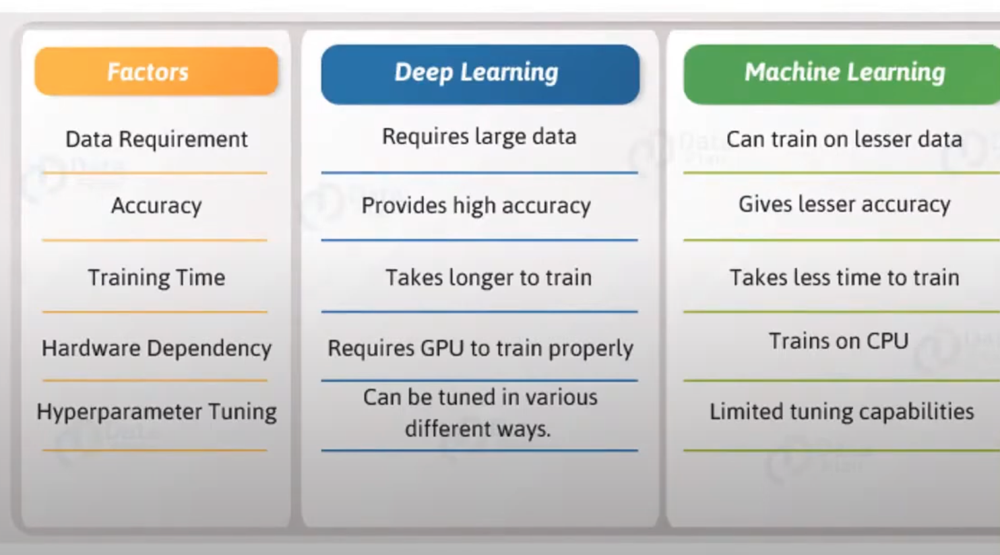 Factors
Deep Learning
Machine Learning
Data Requirement
Requires large data
Can train on lesser data
Accuracy
Provides high accuracy
Gives lesser accuracy
Training Time
Takes longer to train
Takes less time to train
Hardware Dependency
Requires GPU to train properly
Trains on CPU
Hyperparameter Tuning
Can be tuned in various
different ways.
Limited tuning capabilities